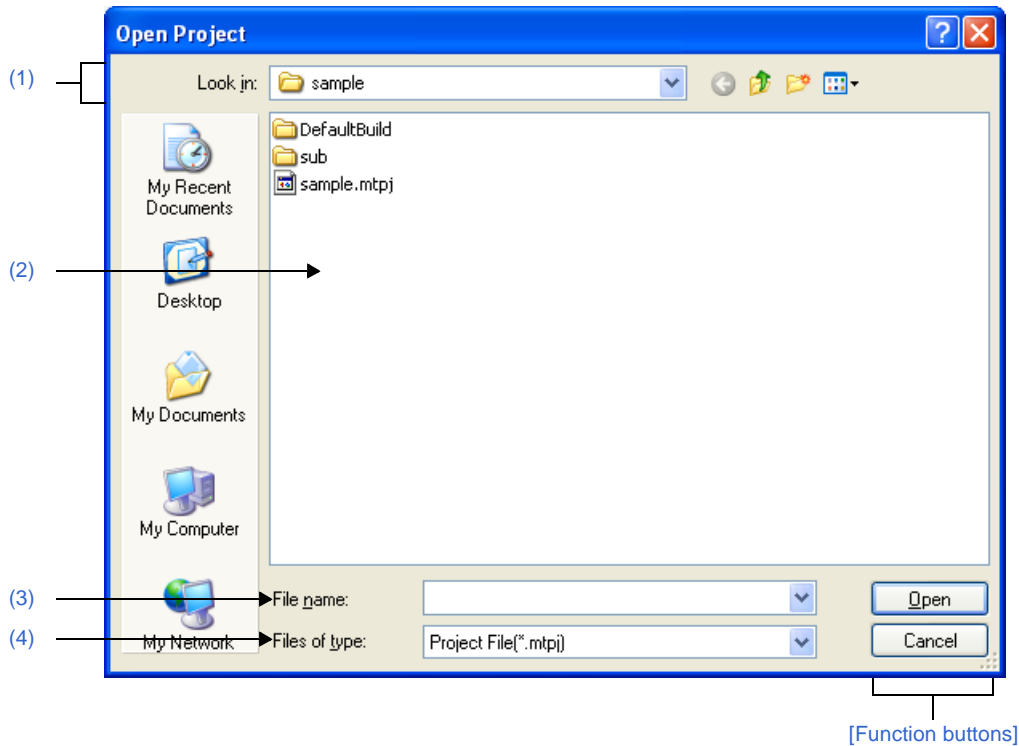 Open Project
(1)
Look in:
sample
DefaultBuild
sub
sample.mtpj
My Recent
Documents
(2)
Desktop
My Documents
My Computer
My Network
(3)
File name:
Open
(4)
Files of type:
Project File(*.mtpj)
Cancel
[Function buttons]